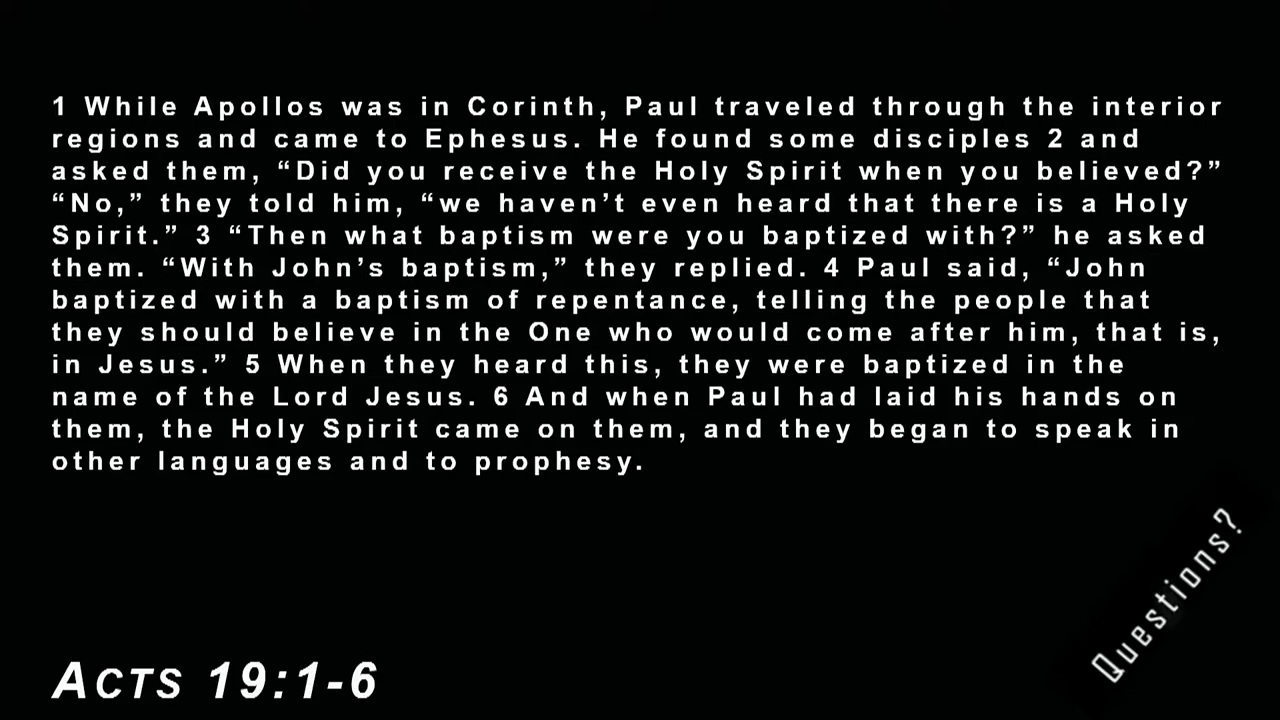 1 While Apollos was in Corinth, Paul traveled through the interior
regions and came to Ephesus. He found some disciples 2 and
asked them, “Did you receive the Holy Spirit when you believed?”
“No,” they told him, “we haven’t even heard that there is a Holy
Spirit.” 3 “Then what baptism were you baptized with?” he asked
them. “With John’s baptism,” they replied. 4 Paul said, “John
baptized with a baptism of repentance, telling the people that
they should believe in the One who would come after him, that is,
in Jesus.” 5 When they heard this, they were baptized in the
name of the Lord Jesus. 6 And when Paul had laid his hands on
them, the Holy Spirit came on them, and they began to speak in
other languages and to prophesy.
Questions?
ACTS 19:1-6